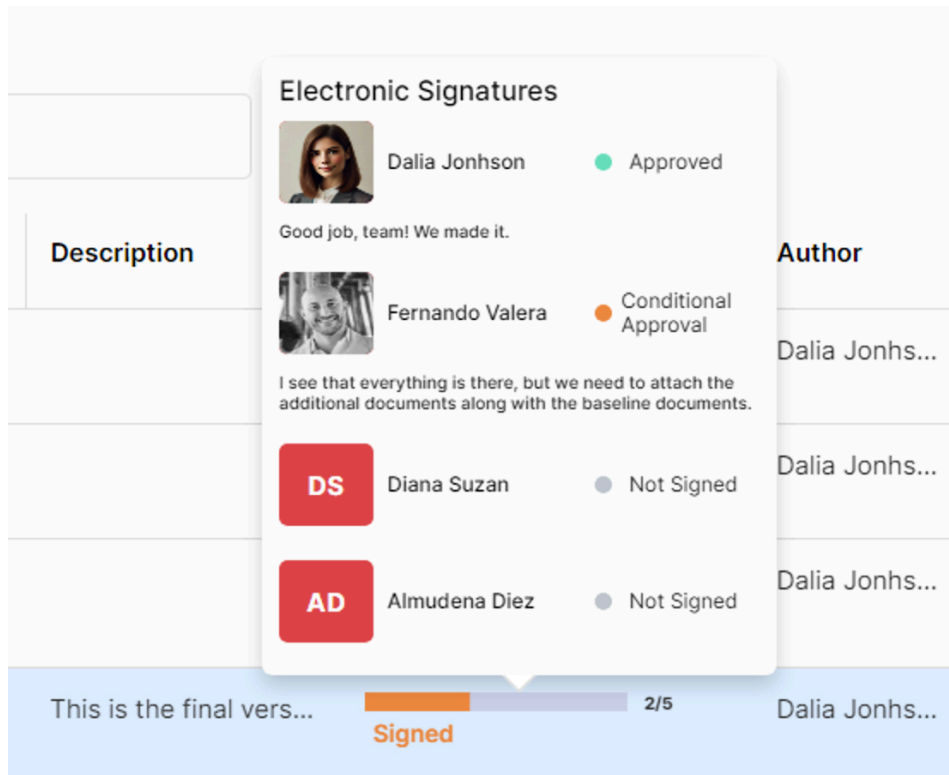 Electronic Signatures
Dalia Jonhson
Approved
Good job, team! We made it.
Description
Author
Fernando Valera
Conditional
Approval
Dalia Jonhs...
I see that everything is there, but we need to attach the
additional documents along with the baseline documents.
Dalia Jonhs...
DS
Diana Suzan
Not Signed
Dalia Jonhs...
AD
Almudena Diez
Not Signed
This is the final vers...
2/5
Dalia Jonhs...
Signed